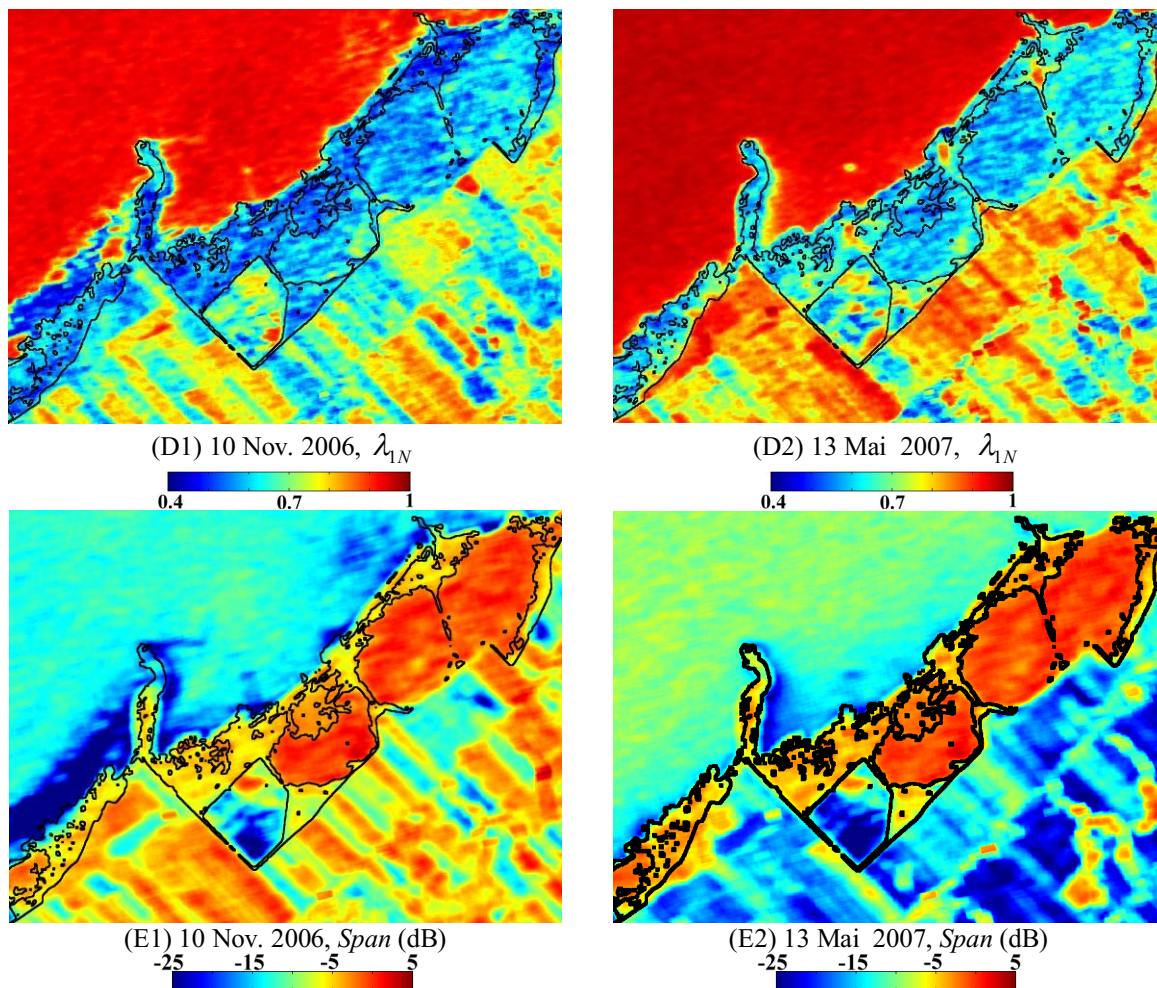 (D1) 10 Nov. 2006, λ1N
(D2) 13 Mai 2007, λ1N
0.4 0.7 1
0.4 0.7 1
(E1) 10 Nov. 2006, Span (dB)
(E2) 13 Mai 2007, Span (dB)
-25 -15 -5 5
-25 -15 -5 5